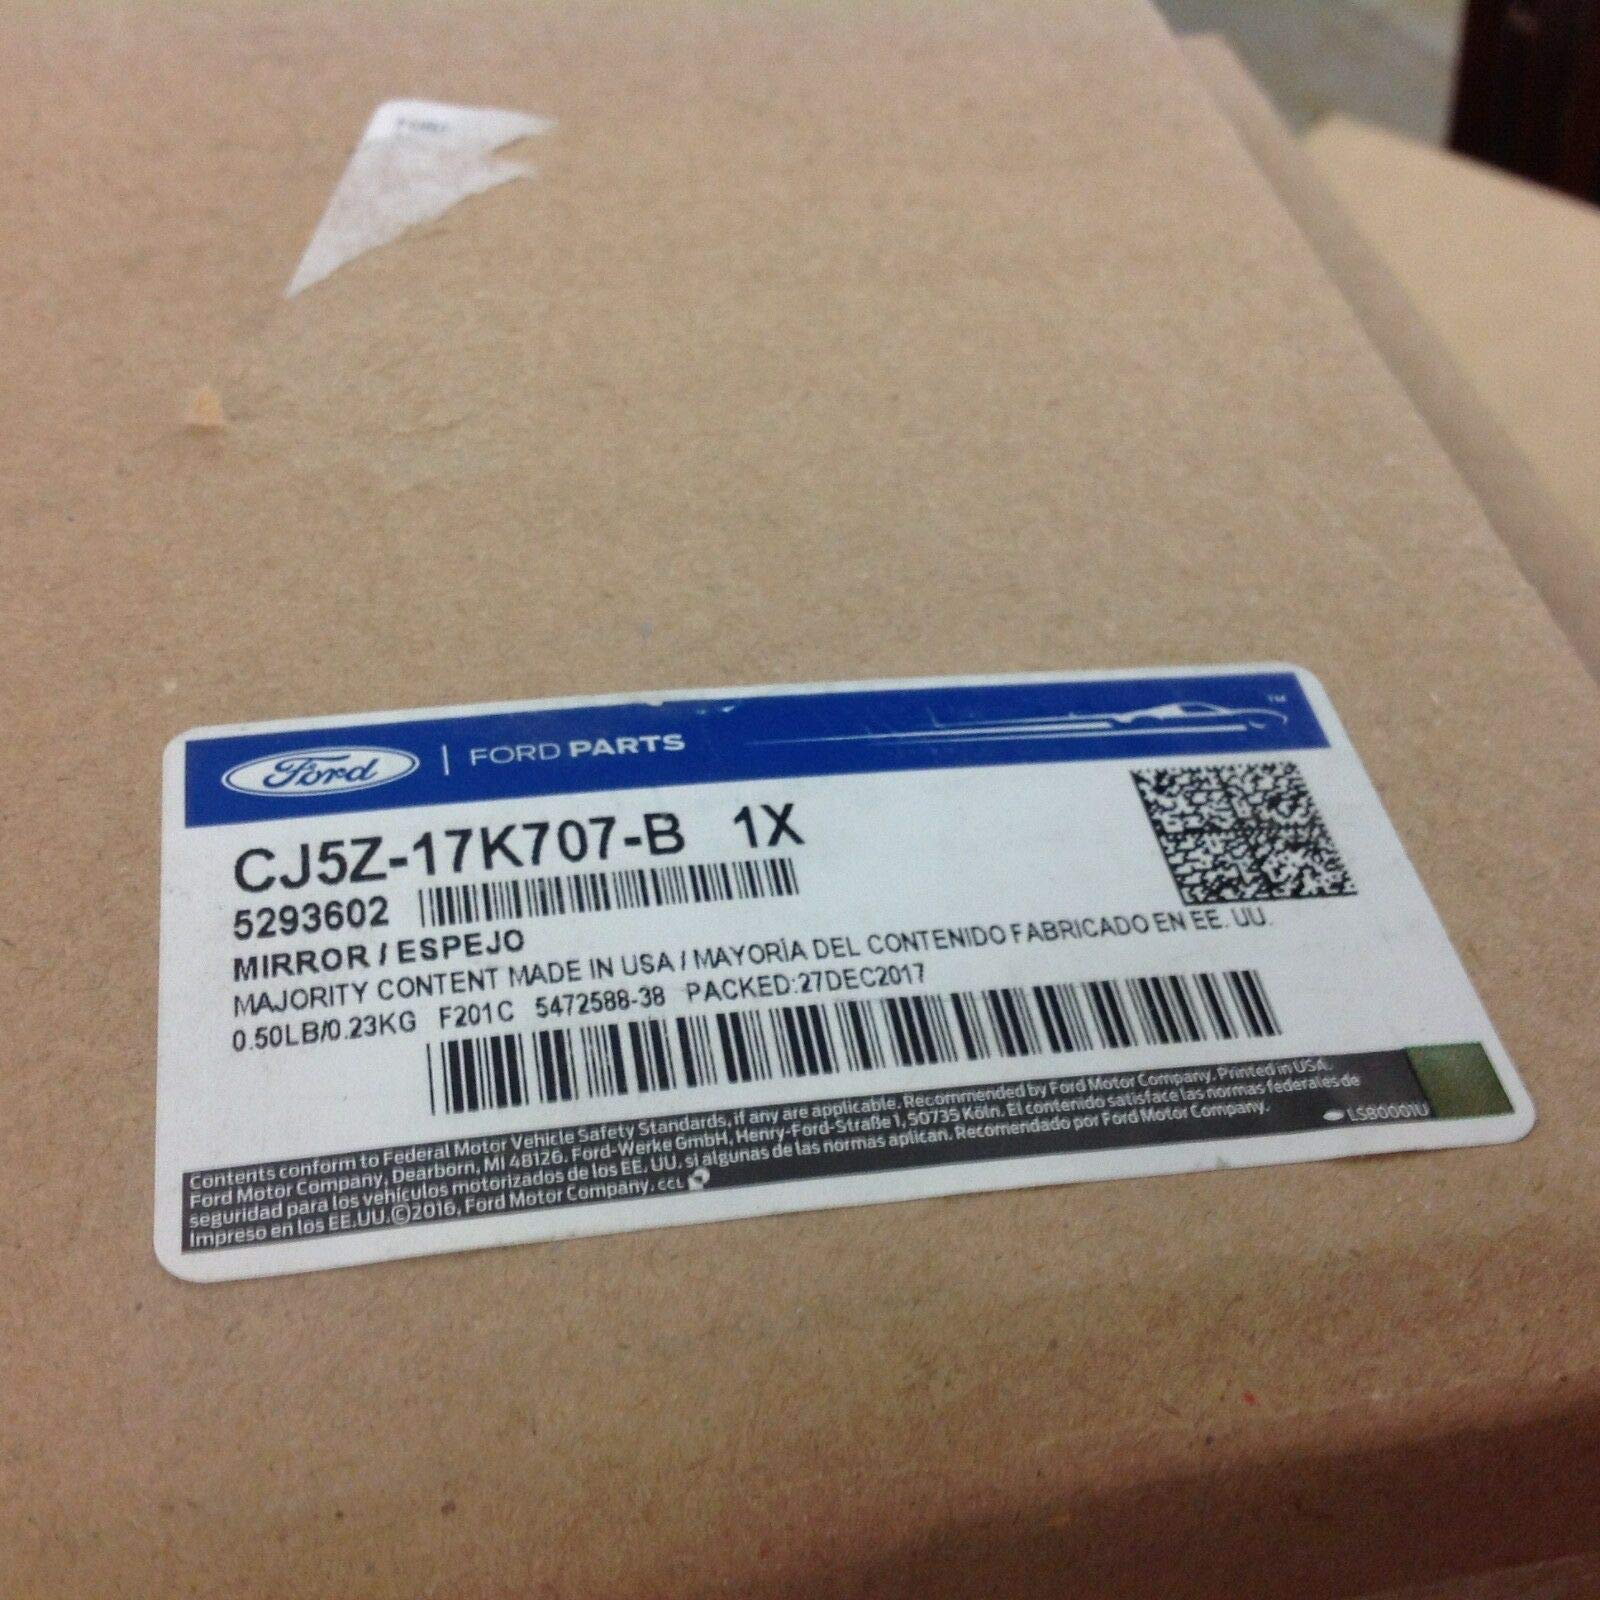 Ford | FORD PARTS ™
CJ5Z-17K707-B 1X
5293602
MIRROR / ESPEJO
MAJORITY CONTENT MADE IN USA / MAYORÍA DEL CONTENIDO FABRICADO EN EE. UU.
0.50LB/0.23KG F201C 5472588-38 PACKED:27DEC2017
Contents conform to Federal Motor Vehicle Safety Standards, if any are applicable. Recommended by Ford Motor Company. Printed in USA.
Ford Motor Company, Dearborn, MI 48126. Ford-Werke GmbH, Henry-Ford-Straße 1, 50735 Köln. El contenido satisface las normas federales de
seguridad para los vehículos motorizados de los EE. UU. si algunas de las normas aplican. Recomendado por Ford Motor Company.
Impreso en los EE.UU.©2016, Ford Motor Company. CCL
LSB0001U